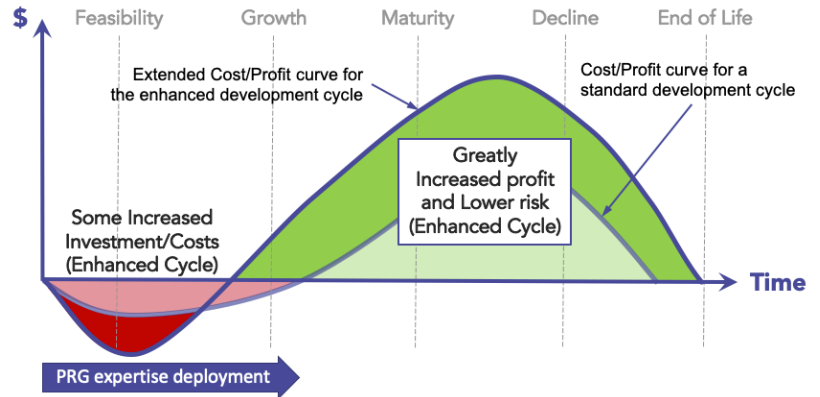 $
Feasibility
Growth
Maturity
Decline
End of Life
Extended Cost/Profit curve for
the enhanced development cycle
Cost/Profit curve for a
standard development cycle
Greatly
Increased profit
and Lower risk
(Enhanced Cycle)
Some Increased
Investment/Costs
(Enhanced Cycle)
Time
PRG expertise deployment